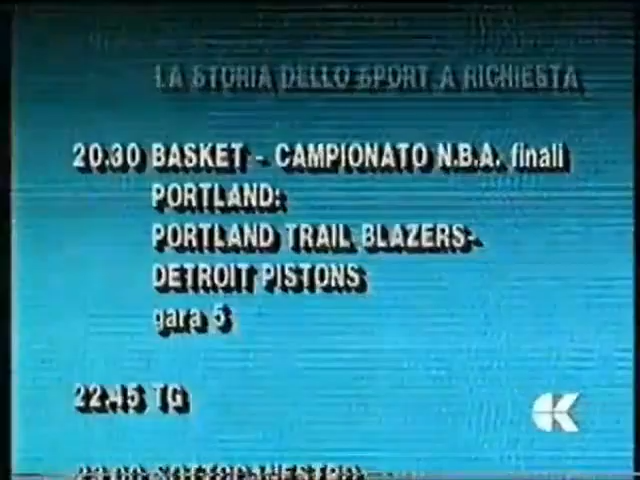 LA STORIA DELLO SPORT A RICHIESTA
20.30 BASKET - CAMPIONATO N.B.A. finali
PORTLAND:
PORTLAND TRAIL BLAZERS-
DETROIT PISTONS
gara 5
22.45 TG
K